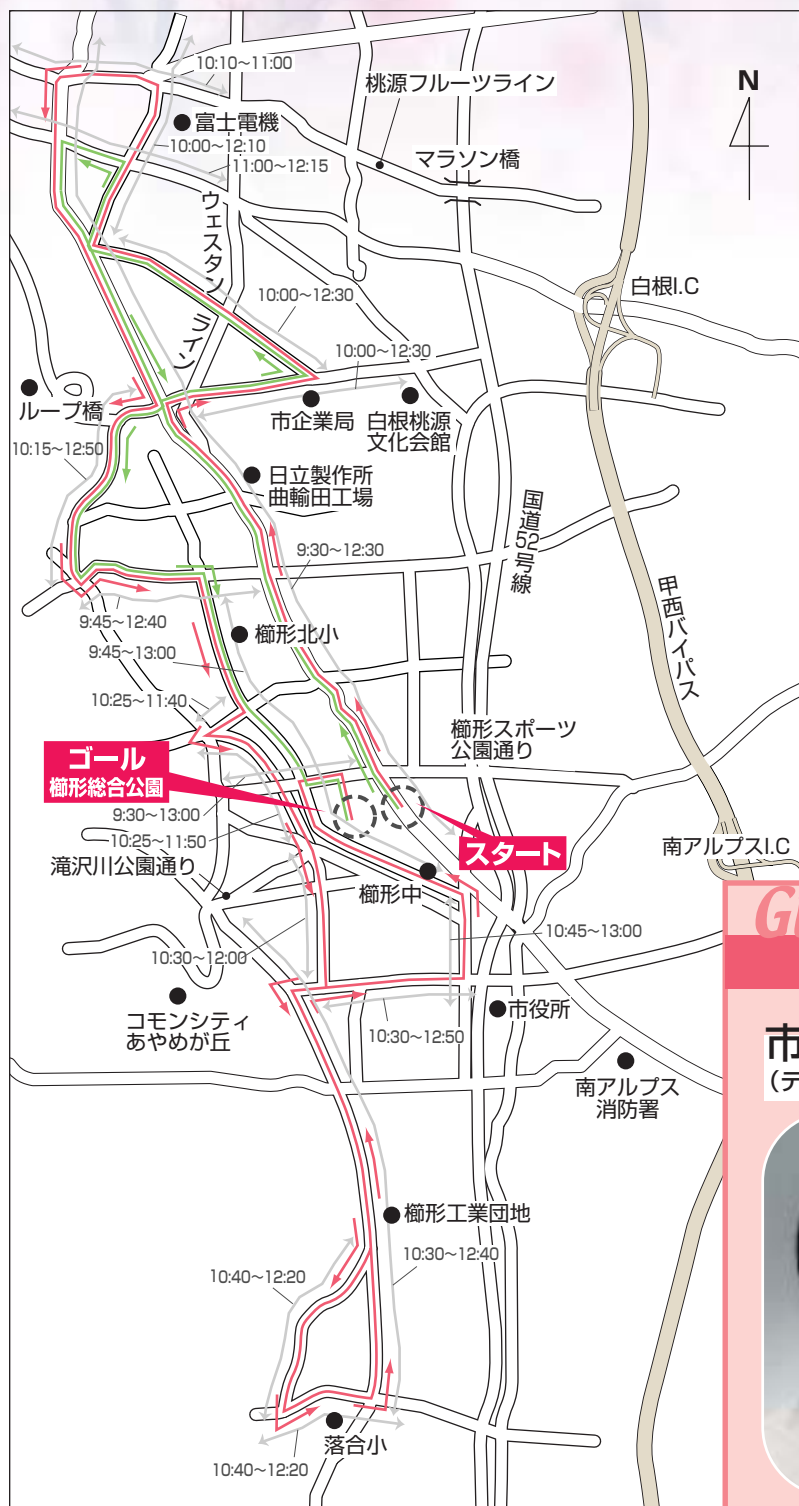 10:10～11:00
桃源フルーツライン
N
富士電機
10:00～12:10
マラソン橋
11:00～12:15
ウェスタンライン
白根I.C
10:00～12:30
10:00～12:30
ループ橋
市企業局
白根桃源
文化会館
10:15～12:50
日立製作所
曲輪田工場
国道52号線
9:30～12:30
甲西バイパス
9:45～12:40
櫛形北小
9:45～13:00
10:25～11:40
櫛形スポーツ
公園通り
ゴール
櫛形総合公園
9:30～13:00
10:25～11:50
スタート
南アルプスI.C
滝沢川公園通り
櫛形中
10:45～13:00
10:30～12:00
コモンシティ
あやめが丘
10:30～12:50
市役所
南アルプス
消防署
市
(テ
櫛形工業団地
10:30～12:40
10:40～12:20
落合小
10:40～12:20